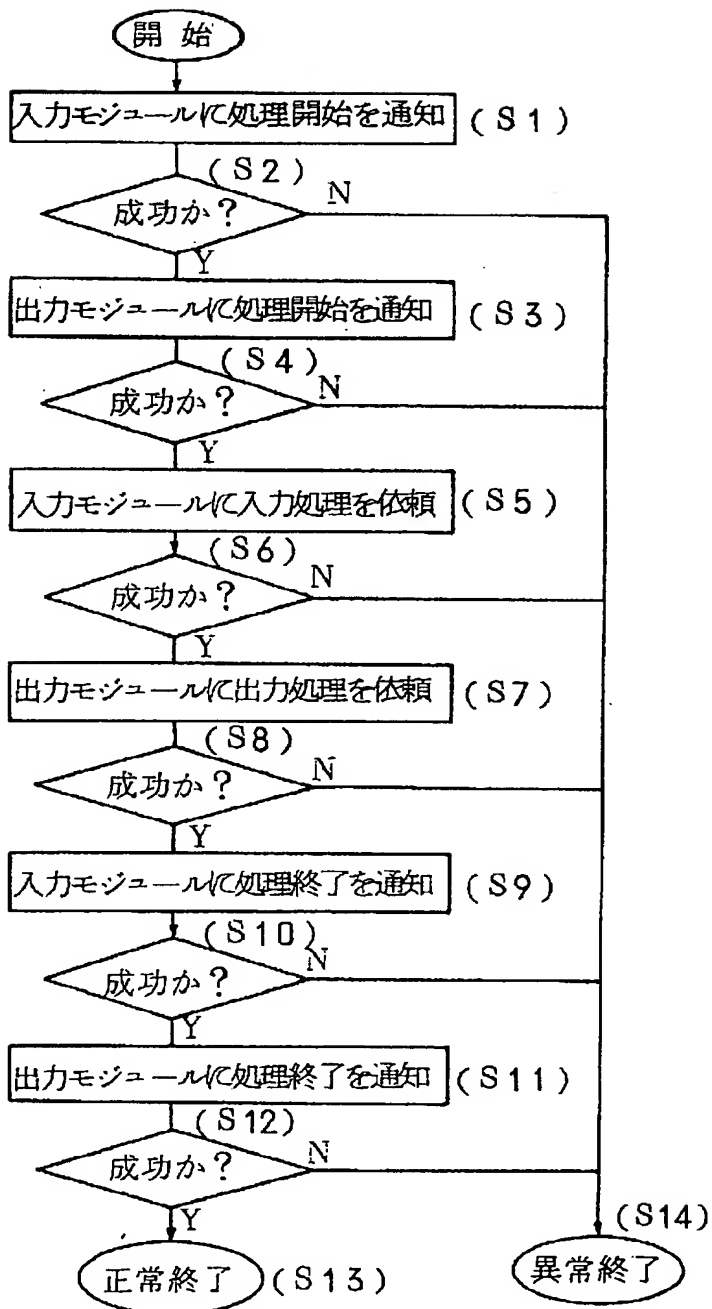 開 始
入力モジュールに処理開始を通知 (S1)
(S2)
成功か? N
Y
出力モジュールに処理開始を通知 (S3)
(S4)
成功か? N
Y
入力モジュールに入力処理を依頼 (S5)
(S6)
成功か? N
Y
出力モジュールに出力処理を依頼 (S7)
(S8)
成功か? N
Y
入力モジュールに処理終了を通知 (S9)
(S10)
成功か? N
Y
出力モジュールに処理終了を通知 (S11)
(S12)
成功か? N
Y
(S14)
正常終了 (S13)
異常終了